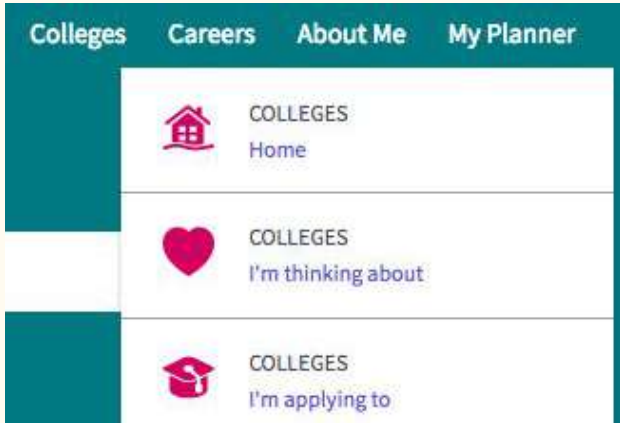 Colleges Careers About Me My Planner
COLLEGES
Home
COLLEGES
I'm thinking about
COLLEGES
I'm applying to